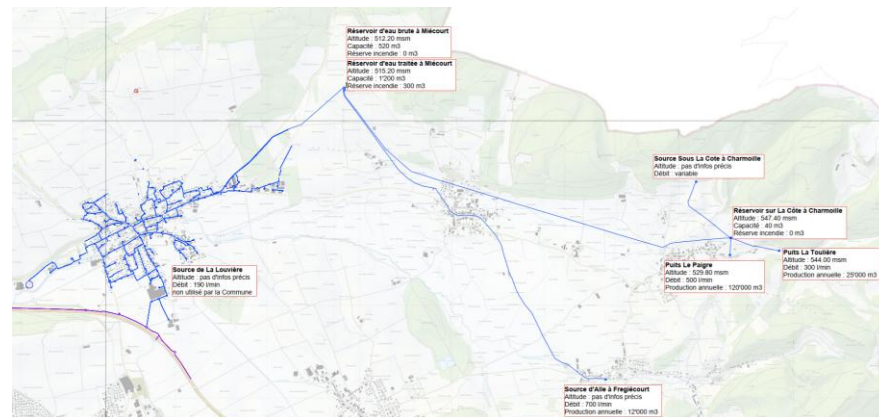 Réservoir d'eau brute à Miécourt
Altitude : 512.20 msm
Capacité : 520 m3
Réserve incendie : 0 m3
Réservoir d'eau traitée à Miécourt
Altitude : 515.20 msm
Capacité : 1'200 m3
Réserve incendie : 300 m3
Source Sous La Cote à Charmoille
Altitude : pas d'infos précis
Débit : variable
Réservoir sur La Côte à Charmoille
Altitude : 547.40 msm
Capacité : 40 m3
Réserve incendie : 0 m3
Puits La Toulière
Altitude : 544.00 msm
Débit : 300 l/min
Production annuelle : 25'000 m3
Puits Le Paigre
Altitude : 529.80 msm
Débit : 500 l/min
Production annuelle : 120'000 m3
Source de La Louvière
Altitude : pas d'infos précis
Débit : 190 l/min
non utilisé par la Commune
Source d'Alle à Fregiécourt
Altitude : pas d'infos précis
Débit : 700 l/min
Production annuelle : 12'000 m3